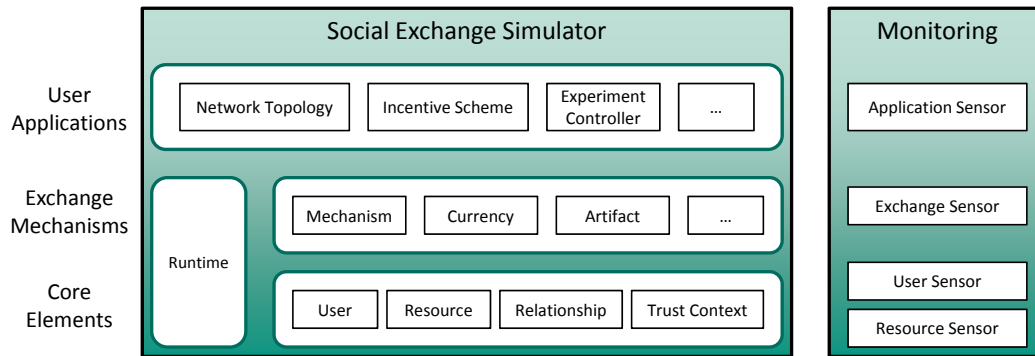 Social Exchange Simulator
Monitoring
User
Applications
Network Topology
Incentive Scheme
Experiment
Controller
...
Application Sensor
Exchange
Mechanisms
Runtime
Mechanism
Currency
Artifact
...
Exchange Sensor
Core
Elements
User
Resource
Relationship
Trust Context
User Sensor
Resource Sensor